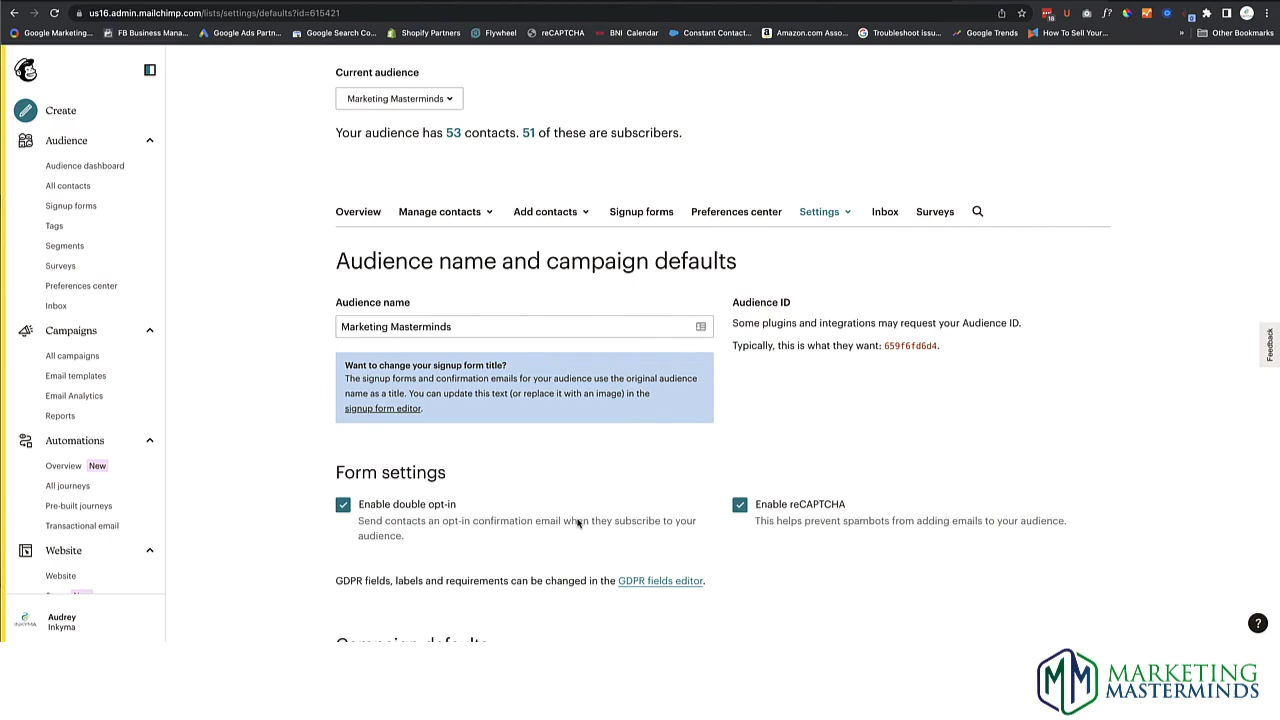 us16.admin.mailchimp.com/lists/settings/defaults?id=615421
Google Marketing...
FB Business Mana...
Google Ads Partn...
Google Search Co...
Shopify Partners
Flywheel
reCAPTCHA
BNI Calendar
Constant Contact...
Amazon.com Asso...
Troubleshoot issu...
Google Trends
How To Sell Your...
»
Other Bookmarks
Create
Audience
Audience dashboard
All contacts
Signup forms
Tags
Segments
Surveys
Preferences center
Inbox
Campaigns
All campaigns
Email templates
Email Analytics
Reports
Automations
Overview New
All journeys
Pre-built journeys
Transactional email
Website
Website
Audrey
Inkyma
INKYMA
Current audience
Marketing Masterminds
Your audience has 53 contacts. 51 of these are subscribers.
Overview Manage contacts Add contacts Signup forms Preferences center Settings Inbox Surveys
Audience name and campaign defaults
Audience name
Marketing Masterminds
Want to change your signup form title?
The signup forms and confirmation emails for your audience use the original audience
name as a title. You can update this text (or replace it with an image) in the
signup form editor.
Audience ID
Some plugins and integrations may request your Audience ID.
Typically, this is what they want: 659f6fd6d4.
Form settings
Enable double opt-in
Send contacts an opt-in confirmation email when they subscribe to your
audience.
Enable reCAPTCHA
This helps prevent spambots from adding emails to your audience.
GDPR fields, labels and requirements can be changed in the GDPR fields editor.
Campaign defaults
Feedback
?
MARKETING
MASTERMINDS